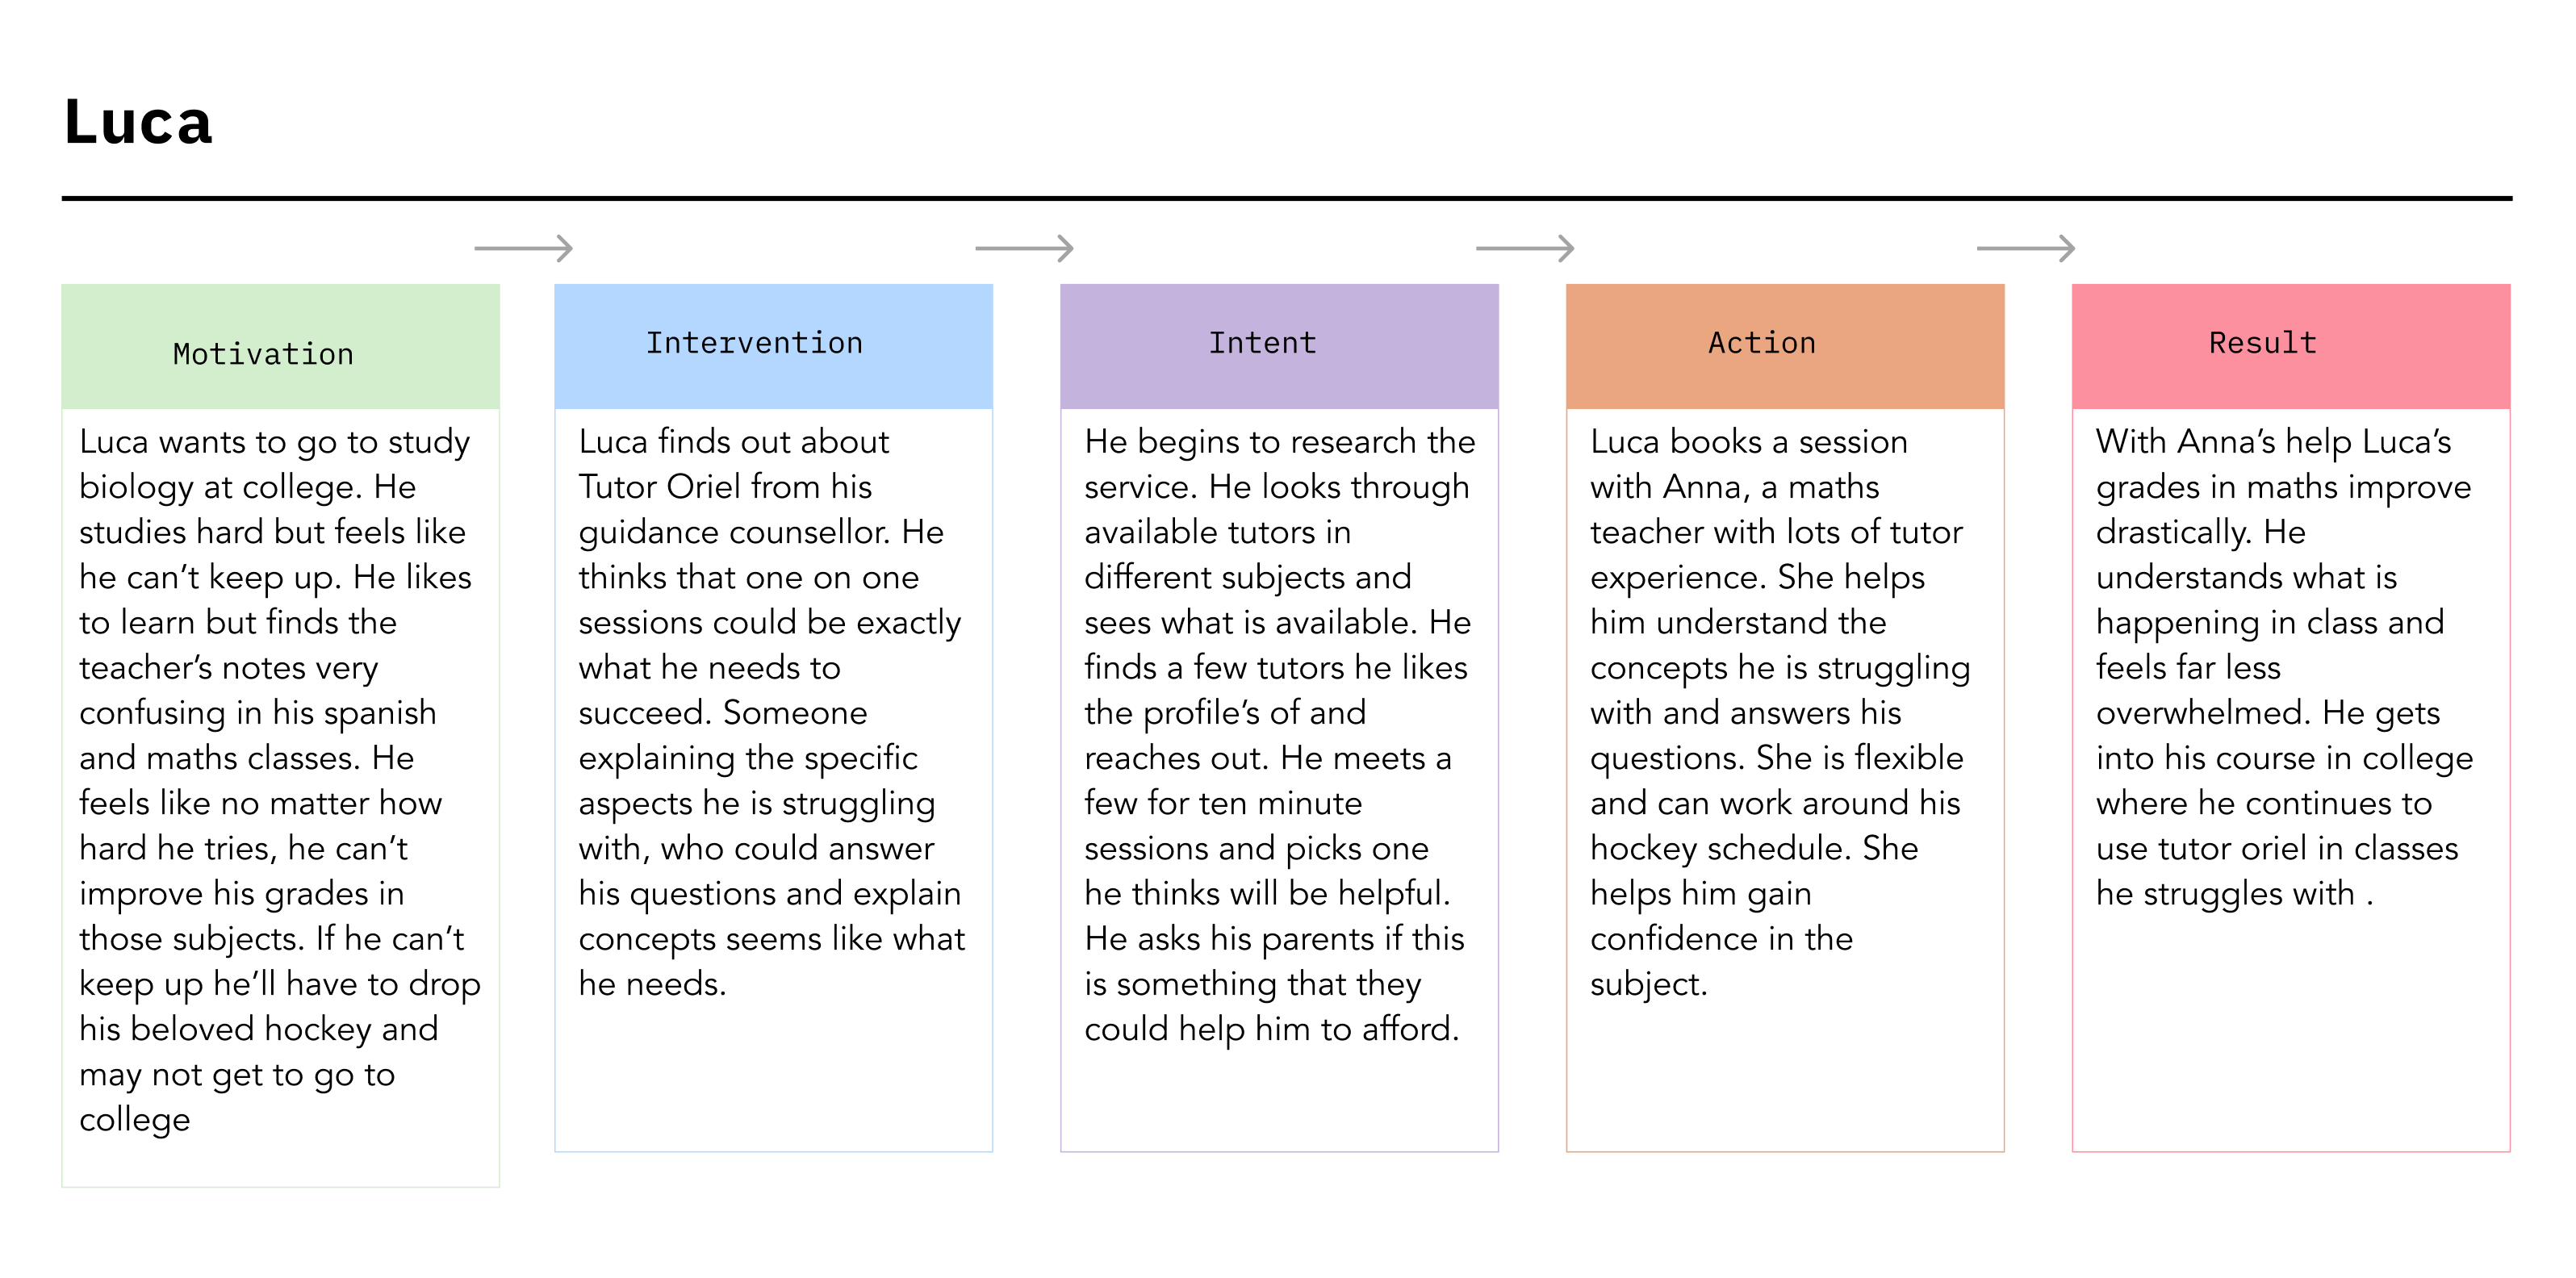 Luca
Motivation
Luca wants to go to study
biology at college. He
studies hard but feels like
he can’t keep up. He likes
to learn but finds the
teacher’s notes very
confusing in his spanish
and maths classes. He
feels like no matter how
hard he tries, he can’t
improve his grades in
those subjects. If he can’t
keep up he’ll have to drop
his beloved hockey and
may not get to go to
college
Intervention
Luca finds out about
Tutor Oriel from his
guidance counsellor. He
thinks that one on one
sessions could be exactly
what he needs to
succeed. Someone
explaining the specific
aspects he is struggling
with, who could answer
his questions and explain
concepts seems like what
he needs.
Intent
He begins to research the
service. He looks through
available tutors in
different subjects and
sees what is available. He
finds a few tutors he likes
the profile’s of and
reaches out. He meets a
few for ten minute
sessions and picks one
he thinks will be helpful.
He asks his parents if this
is something that they
could help him to afford.
Action
Luca books a session
with Anna, a maths
teacher with lots of tutor
experience. She helps
him understand the
concepts he is struggling
with and answers his
questions. She is flexible
and can work around his
hockey schedule. She
helps him gain
confidence in the
subject.
Result
With Anna’s help Luca’s
grades in maths improve
drastically. He
understands what is
happening in class and
feels far less
overwhelmed. He gets
into his course in college
where he continues to
use tutor oriel in classes
he struggles with .